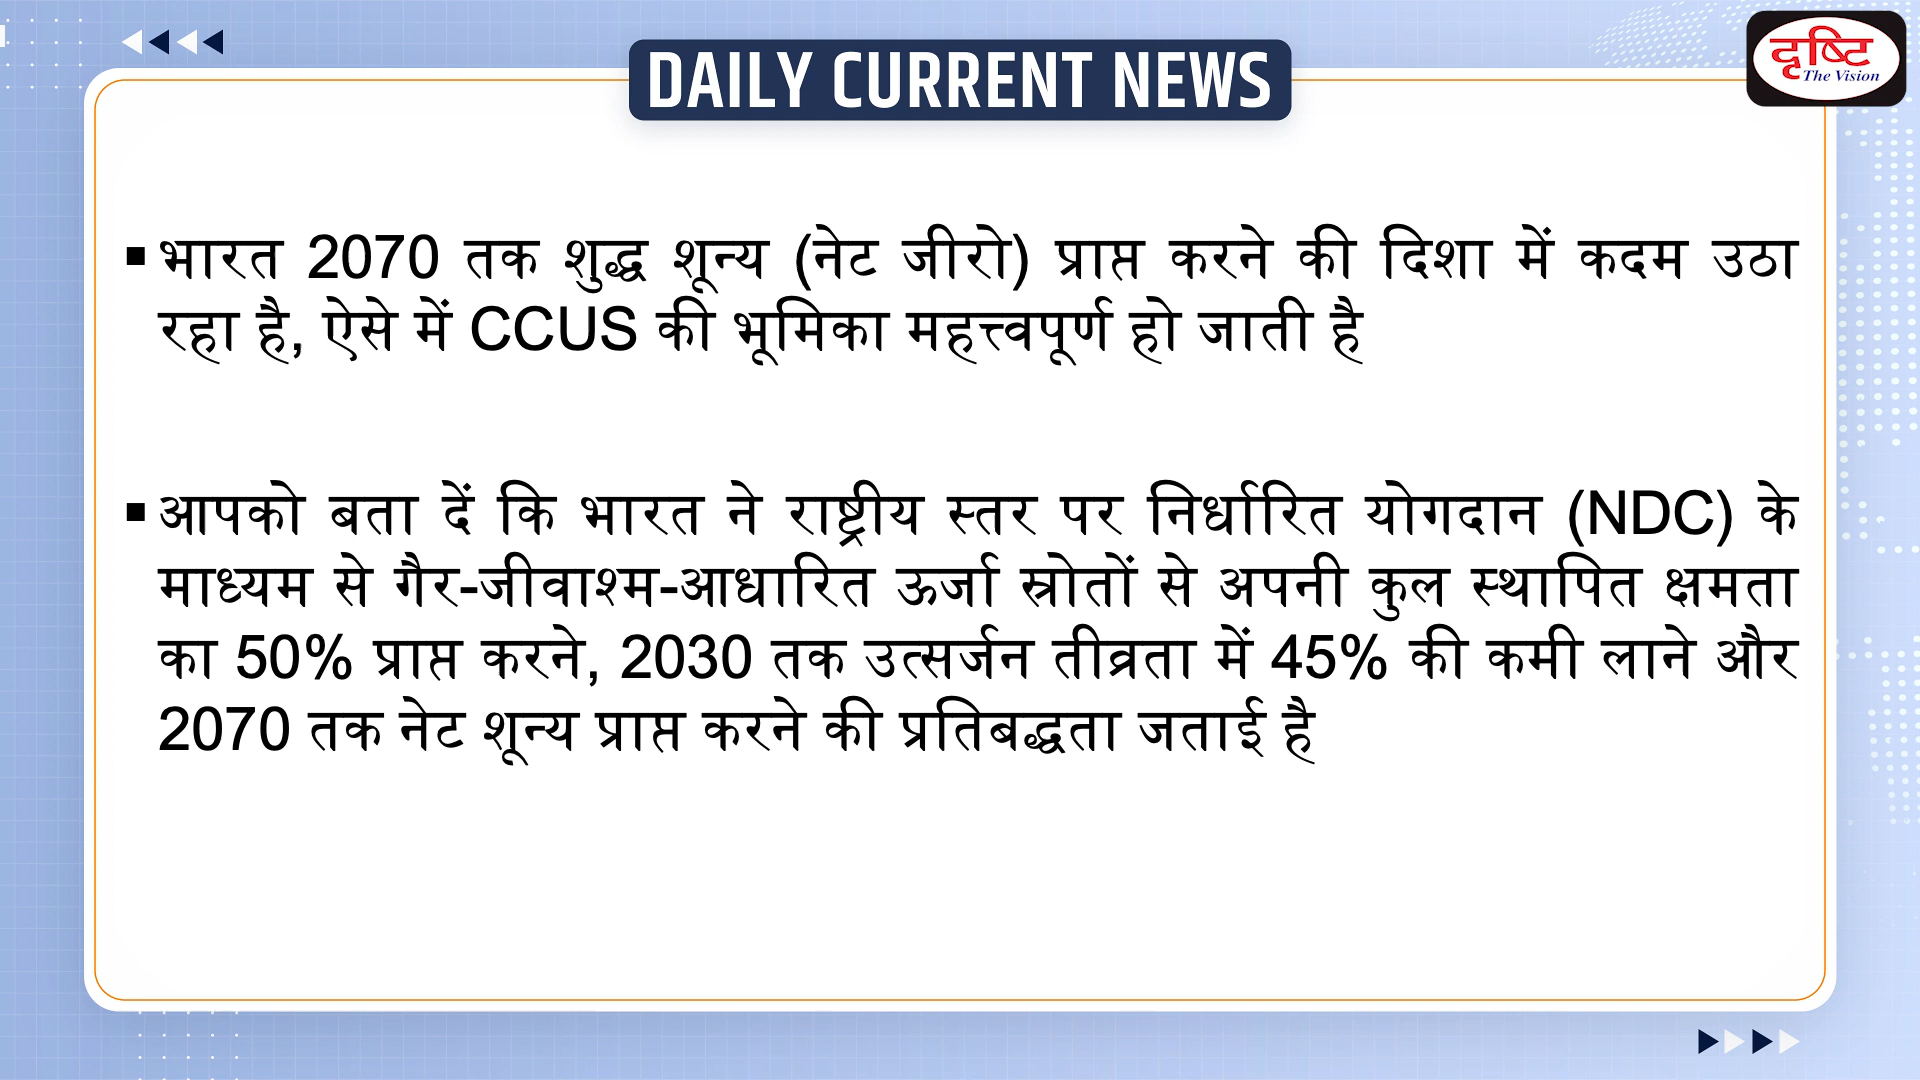 DAILY CURRENT NEWS
दृष्टि
The Vision
▪ भारत 2070 तक शुद्ध शून्य (नेट जीरो) प्राप्त करने की दिशा में कदम उठा
रहा है, ऐसे में CCUS की भूमिका महत्त्वपूर्ण हो जाती है
▪ आपको बता दें कि भारत ने राष्ट्रीय स्तर पर निर्धारित योगदान (NDC) के
माध्यम से गैर-जीवाश्म-आधारित ऊर्जा स्रोतों से अपनी कुल स्थापित क्षमता
का 50% प्राप्त करने, 2030 तक उत्सर्जन तीव्रता में 45% की कमी लाने और
2070 तक नेट शून्य प्राप्त करने की प्रतिबद्धता जताई है